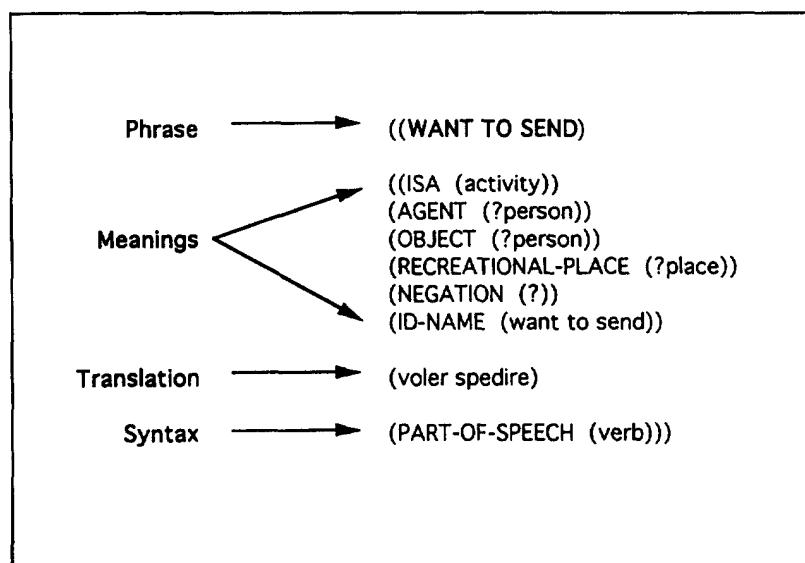 Phrase ((WANT TO SEND)
((ISA (activity))
(AGENT (?person))
Meanings (OBJECT (?person))
(RECREATIONAL-PLACE (?place))
(NEGATION (?))
(ID-NAME (want to send))
Translation (voler spedire)
Syntax (PART-OF-SPEECH (verb)))